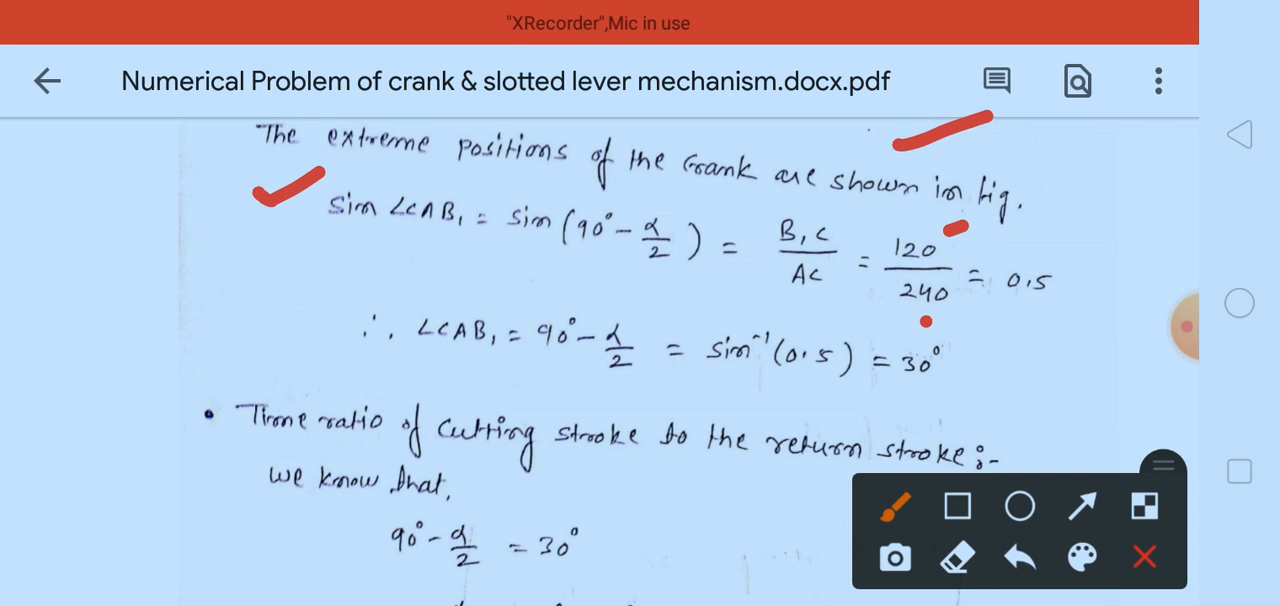 "XRecorder",Mic in use
Numerical Problem of crank & slotted lever mechanism.docx.pdf
The extreme positions of the Crank are shown in fig.
Sin ∠CAB₁ = sin (90° - α/2) = B₁C/AC = 120/240 = 0.5
∴ ∠CAB₁ = 90° - α/2 = sin⁻¹(0.5) = 30°
• Time ratio of cutting stroke to the return stroke:-
we know that,
90° - α/2 = 30°